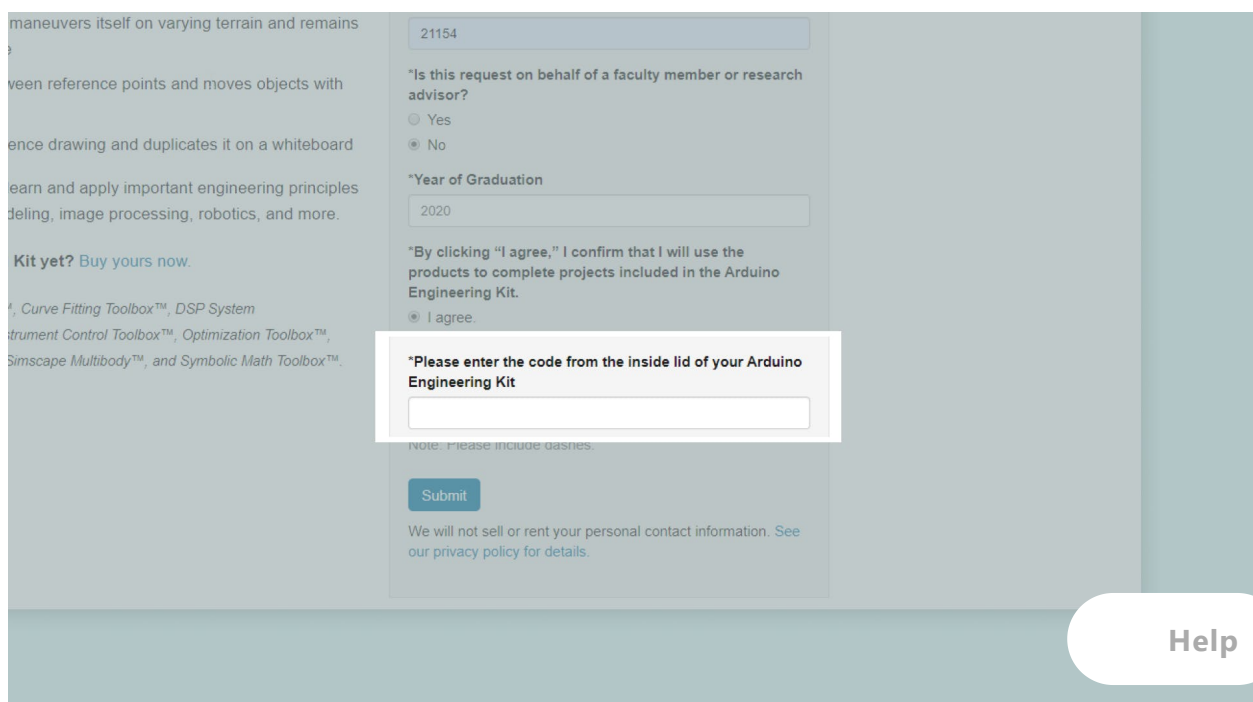 maneuvers itself on varying terrain and remains
e
ween reference points and moves objects with
ence drawing and duplicates it on a whiteboard
earn and apply important engineering principles
deling, image processing, robotics, and more.
Kit yet? Buy yours now.
, Curve Fitting Toolbox™, DSP System
strument Control Toolbox™, Optimization Toolbox™,
Simscape Multibody™, and Symbolic Math Toolbox™.
21154
*Is this request on behalf of a faculty member or research
advisor?
Yes
No
*Year of Graduation
2020
*By clicking “I agree,” I confirm that I will use the
products to complete projects included in the Arduino
Engineering Kit.
I agree.
*Please enter the code from the inside lid of your Arduino
Engineering Kit
Note: Please include dashes.
Submit
We will not sell or rent your personal contact information. See
our privacy policy for details.
Help